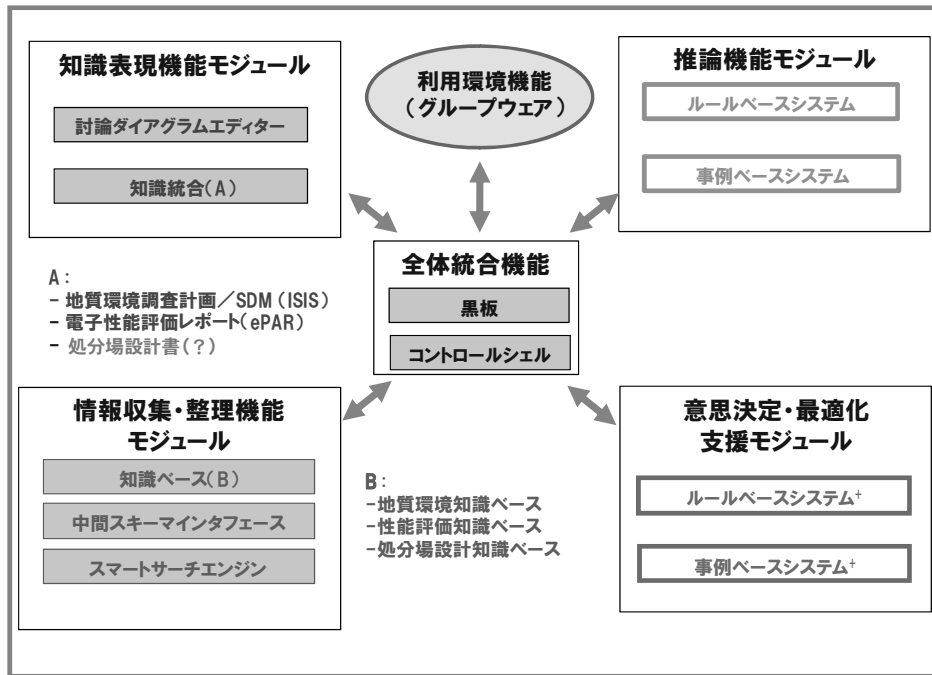 知識表現機能モジュール
討論ダイアグラムエディター
知識統合(A)
利用環境機能
(グループウェア)
推論機能モジュール
ルールベースシステム
事例ベースシステム
全体統合機能
黒板
コントロールシェル
A:
- 地質環境調査計画/SDM(ISIS)
- 電子性能評価レポート(ePAR)
- 処分場設計書(?)
情報収集・整理機能
モジュール
知識ベース(B)
中間スキーマインタフェース
スマートサーチエンジン
B:
-地質環境知識ベース
-性能評価知識ベース
-処分場設計知識ベース
意思決定・最適化
支援モジュール
ルールベースシステム+
事例ベースシステム+